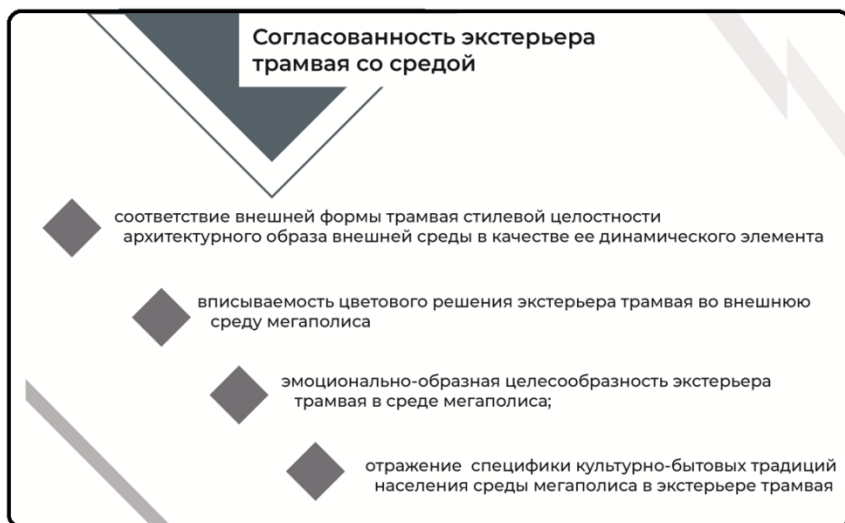 Согласованность экстерьера
трамвая со средой
соответствие внешней формы трамвая стилевой целостности
архитектурного образа внешней среды в качестве ее динамического элемента
вписываемость цветового решения экстерьера трамвая во внешнюю
среду мегаполиса
эмоционально-образная целесообразность экстерьера
трамвая в среде мегаполиса;
отражение специфики культурно-бытовых традиций
населения среды мегаполиса в экстерьере трамвая